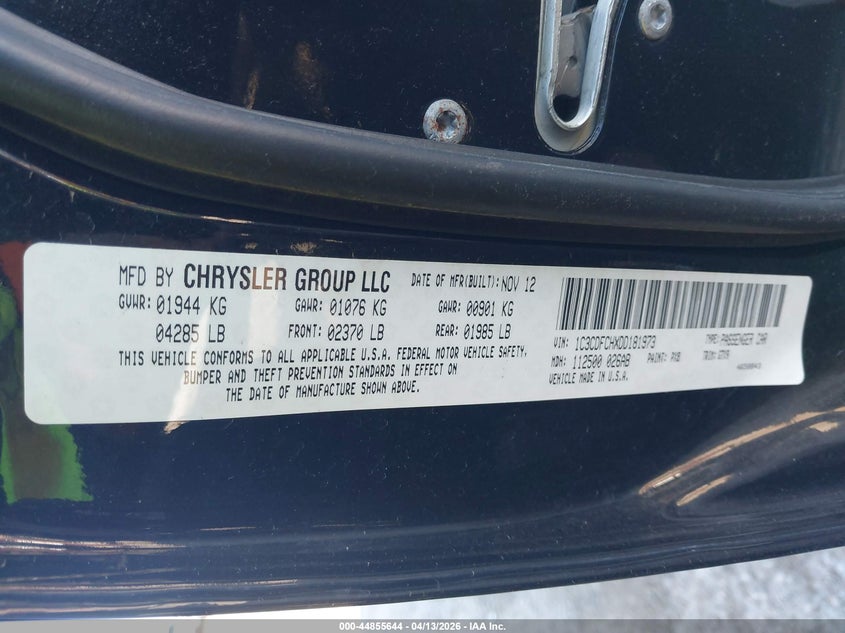 MFD BY CHRYSLER GROUP LLC DATE OF MFR(BUILT): NOV 12
GVWR: 01944 KG GAWR: 01076 KG GAWR: 00901 KG
04285 LB FRONT: 02370 LB REAR: 01985 LB
THIS VEHICLE CONFORMS TO ALL APPLICABLE U.S.A. FEDERAL MOTOR VEHICLE SAFETY,
BUMPER AND THEFT PREVENTION STANDARDS IN EFFECT ON
THE DATE OF MANUFACTURE SHOWN ABOVE.
VIN: 1C3CDFCHXDD181973 TYPE: PASSENGER CAR
MDH: 112500 026AB PAINT: PXB TRIM:
VEHICLE MADE IN U.S.A.
000-44855644 | 04/13/2026 | IAA Inc.